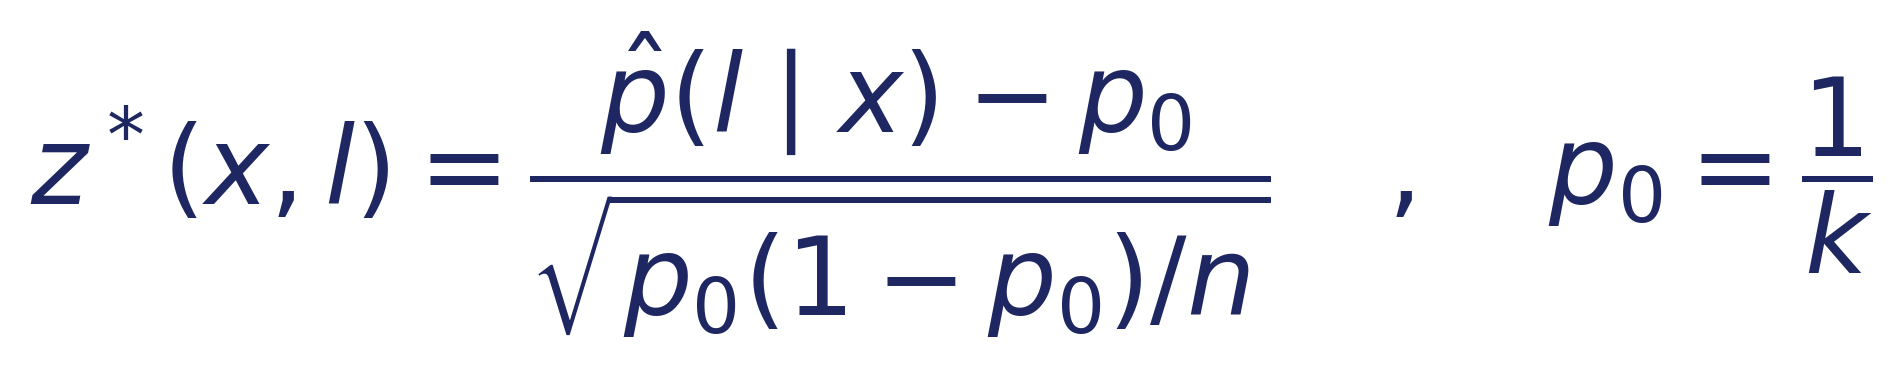 z*(x, l) = (p̂(l | x) − p₀) / √(p₀(1 − p₀)/n) , p₀ = 1/k